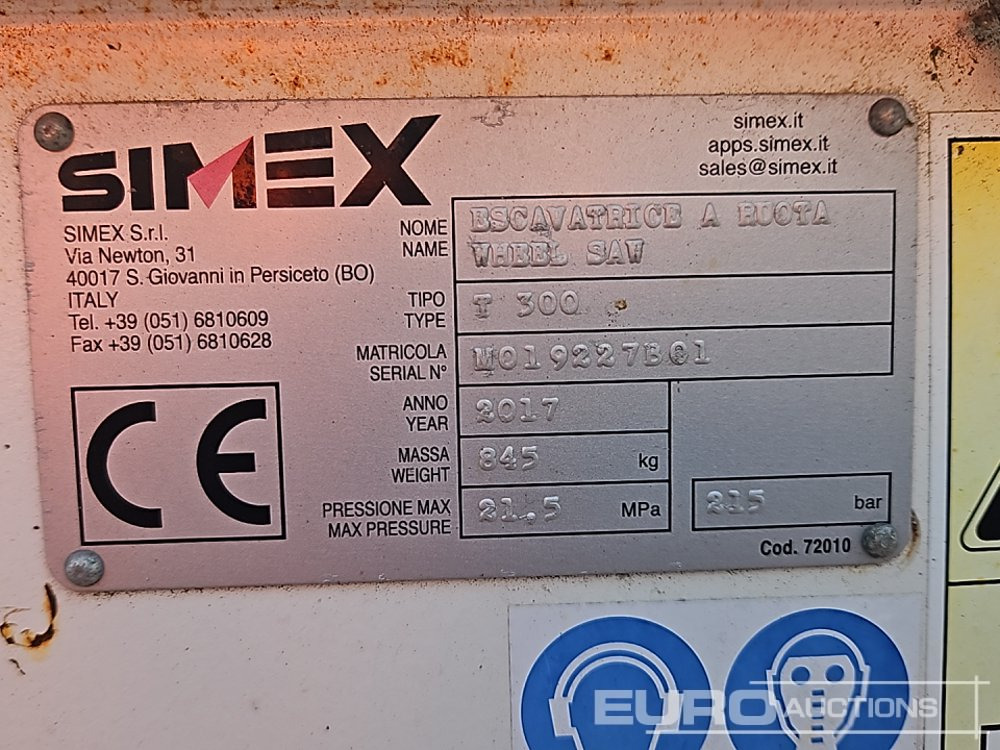 SIMEX
simex.it
apps.simex.it
sales@simex.it
SIMEX S.r.l.
Via Newton, 31
40017 S. Giovanni in Persiceto (BO)
ITALY
Tel. +39 (051) 6810609
Fax +39 (051) 6810628
NOME
NAME
ESCAVATRICE A RUOTA
WHEEL SAW
TIPO
TYPE
T 300
MATRICOLA
SERIAL N°
M019227B01
ANNO
YEAR
2017
MASSA
WEIGHT
845 kg
PRESSIONE MAX
MAX PRESSURE
21.5 MPa
215 bar
CE
Cod. 72010
EURO AUCTIONS